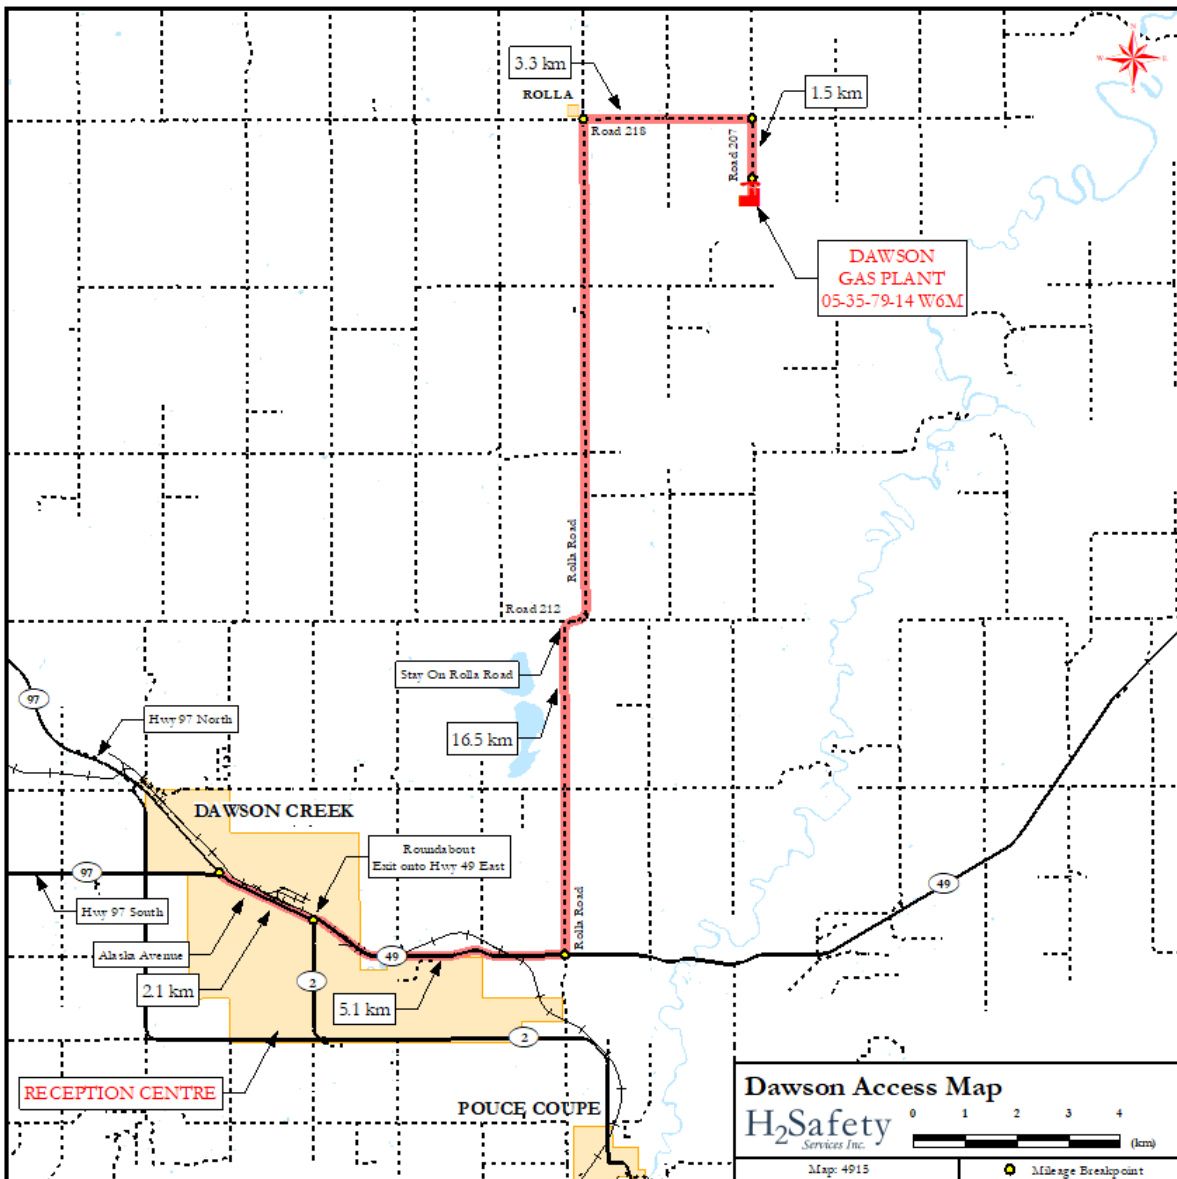 N
W E
S
3.3 km
ROLLA
1.5 km
Road 218
Road 207
DAWSON
GAS PLANT
05-35-79-14 W6M
Rolla Road
Road 212
Stay On Rolla Road
97
Hwy 97 North
16.5 km
DAWSON CREEK
Roundabout
Exit onto Hwy 49 East
97
49
Hwy 97 South
Rolla Road
Alaska Avenue
49
2
2.1 km
5.1 km
2
RECEPTION CENTRE
POUCE COUPE
Dawson Access Map
H2Safety
Services Inc.
0 1 2 3 4
(km)
Map: 4915
Mileage Breakpoint